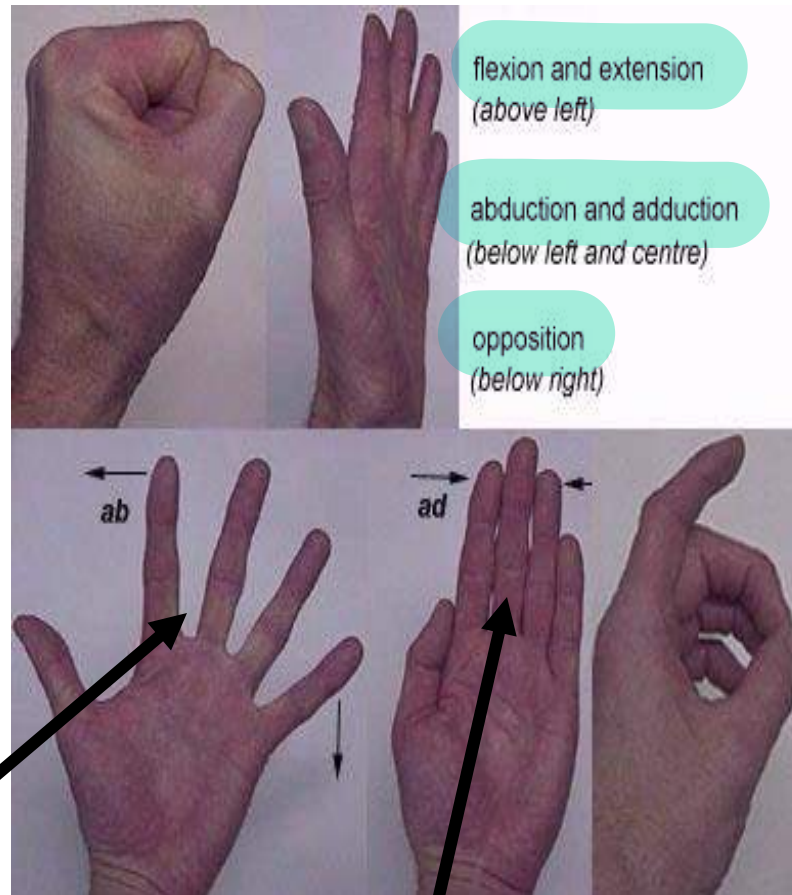 flexion and extension
(above left)
abduction and adduction
(below left and centre)
opposition
(below right)
ab
ad